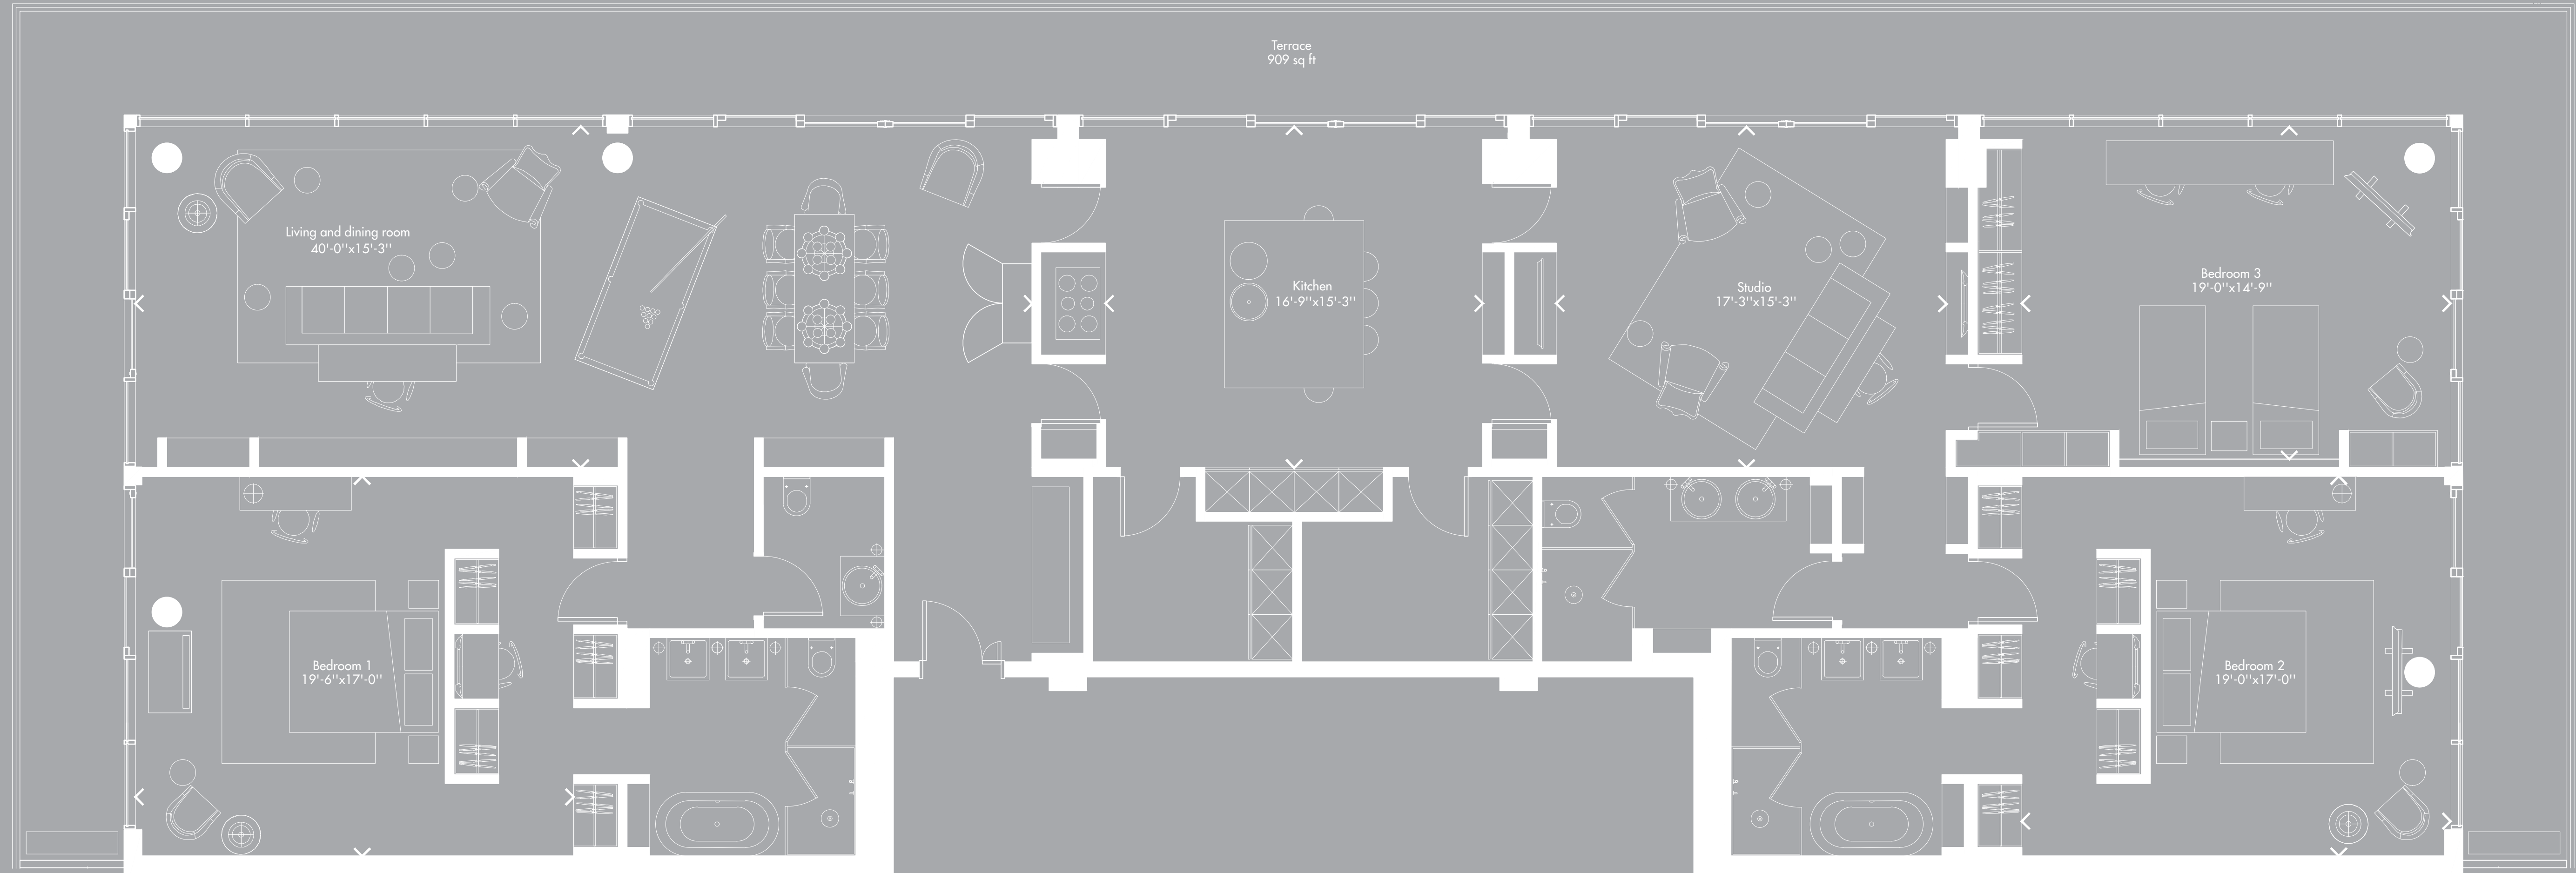 Terrace
909 sq ft
Living and dining room
40'-0''x15'-3''
Kitchen
16'-9''x15'-3''
Studio
17'-3''x15'-3''
Bedroom 3
19'-0''x14'-9''
Bedroom 1
19'-6''x17'-0''
Bedroom 2
19'-0''x17'-0''